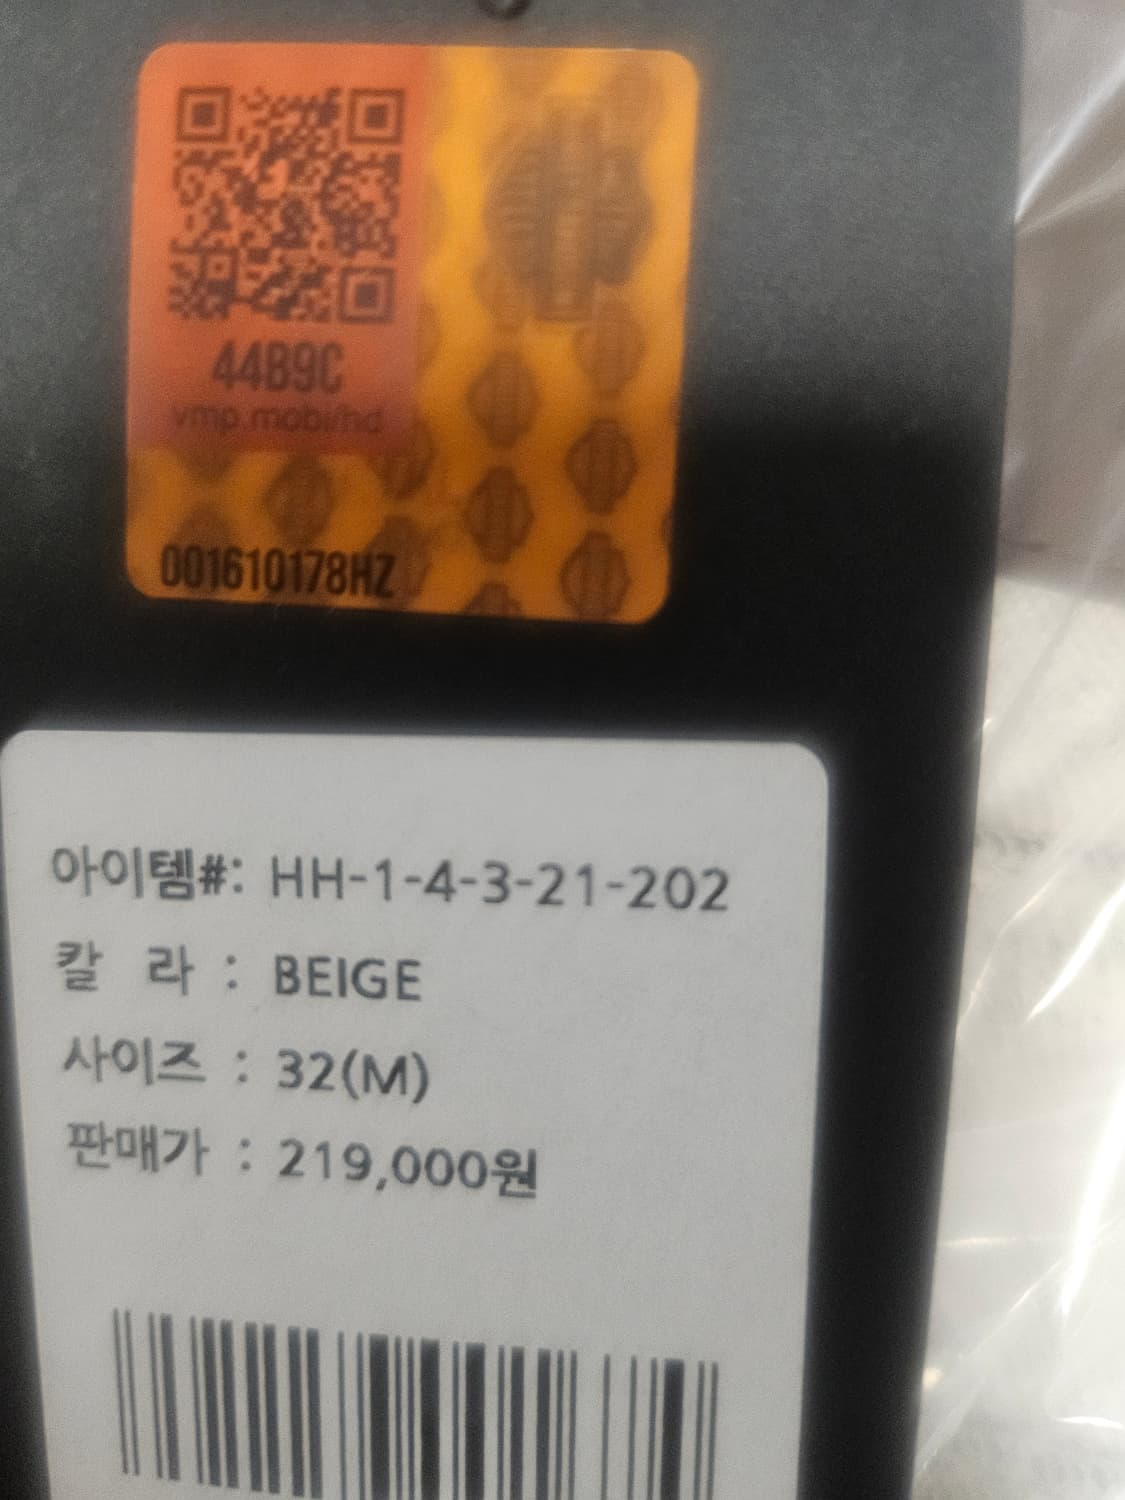 44B9C
vmp.mobi/hd
001610178HZ
아이템#: HH-1-4-3-21-202
칼 라 : BEIGE
사이즈 : 32(M)
판매가 : 219,000원